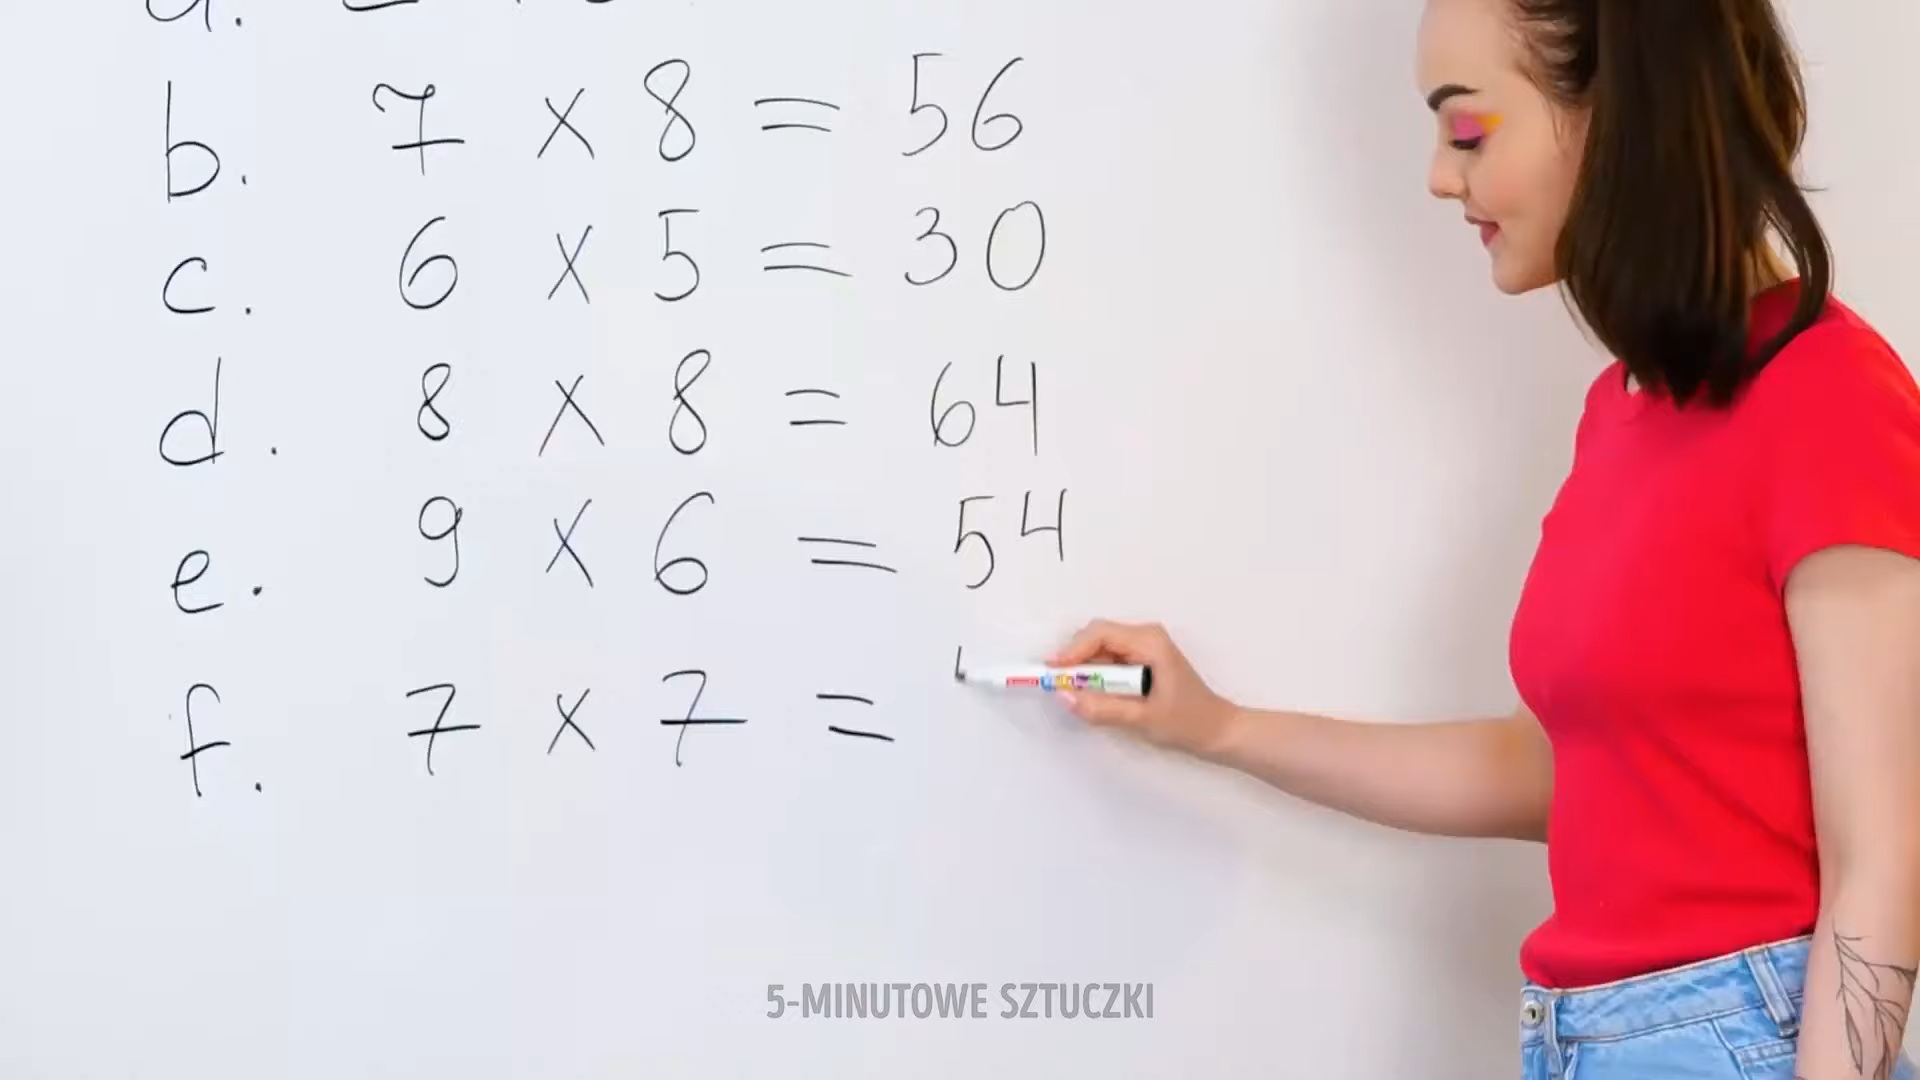 b. 7 x 8 = 56
c. 6 x 5 = 30
d. 8 x 8 = 64
e. 9 x 6 = 54
f. 7 x 7 =
5-MINUTOWE SZTUCZKI